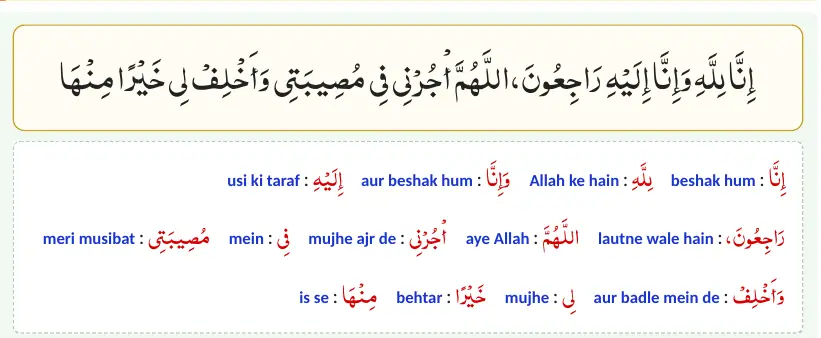 إِنَّا لِلَّهِ وَإِنَّا إِلَيْهِ رَاجِعُونَ، اللَّهُمَّ أْجُرْنِي فِي مُصِيبَتِي وَأَخْلِفْ لِي خَيْرًا مِنْهَا
إِنَّا : beshak hum لِلَّهِ : Allah ke hain وَإِنَّا : aur beshak hum إِلَيْهِ : usi ki taraf
رَاجِعُونَ، : lautne wale hain اللَّهُمَّ : aye Allah أْجُرْنِي : mujhe ajr de فِي : mein مُصِيبَتِي : meri musibat
وَأَخْلِفْ : aur badle mein de لِي : mujhe خَيْرًا : behtar مِنْهَا : is se